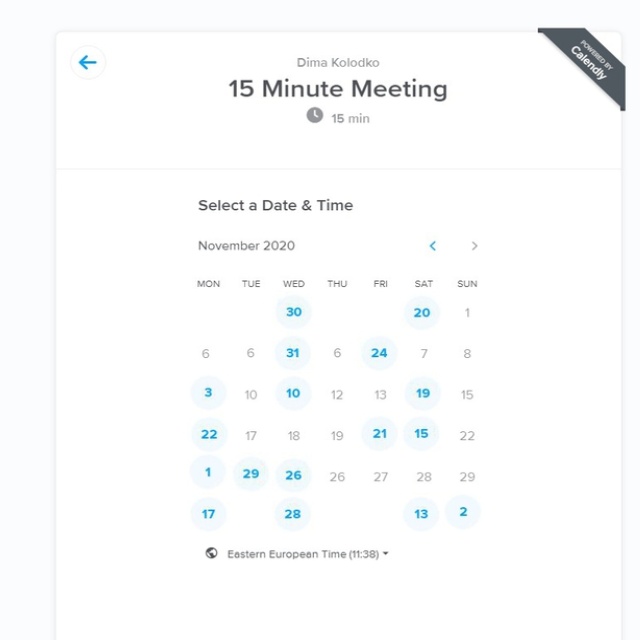 POWERED BY
Calendly
Dima Kolodko
15 Minute Meeting
15 min
Select a Date & Time
November 2020
MON TUE WED THU FRI SAT SUN
30 20 1
6 6 31 6 24 7 8
3 10 10 12 13 19 15
22 17 18 19 21 15 22
1 29 26 26 27 28 29
17 28 13 2
Eastern European Time (11:38)